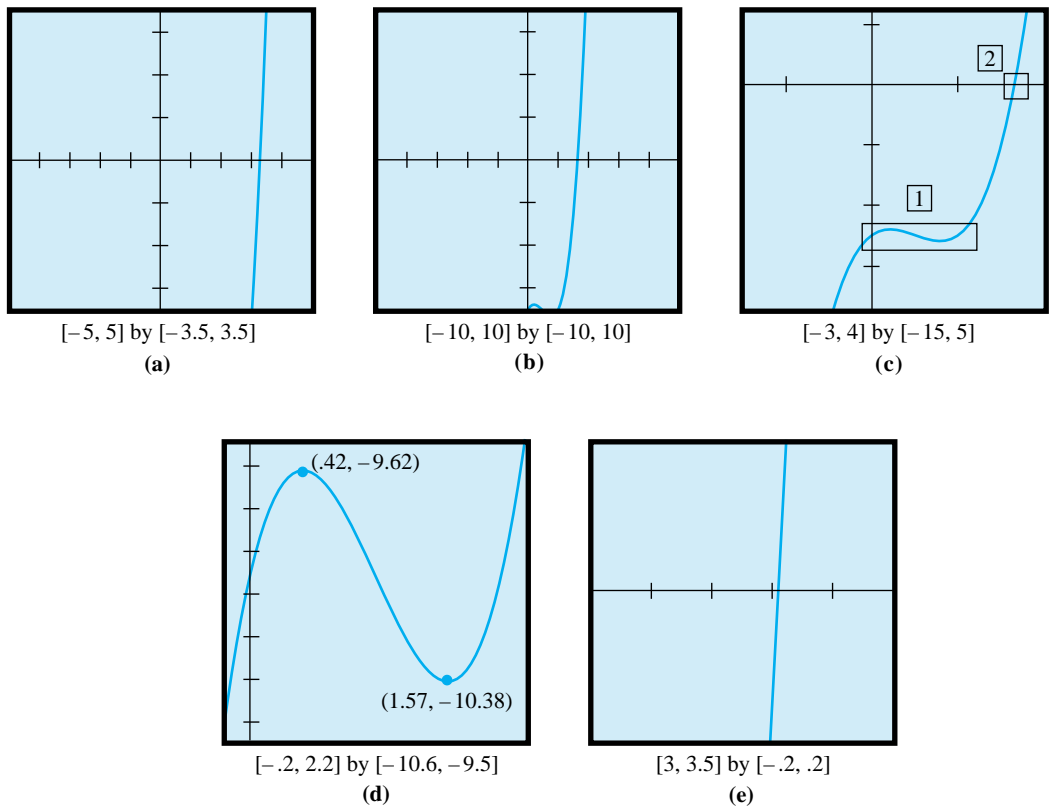 2
1
[–5, 5] by [–3.5, 3.5]
(a)
[–10, 10] by [–10, 10]
(b)
[–3, 4] by [–15, 5]
(c)
(.42, –9.62)
(1.57, –10.38)
[–.2, 2.2] by [–10.6, –9.5]
(d)
[3, 3.5] by [–.2, .2]
(e)